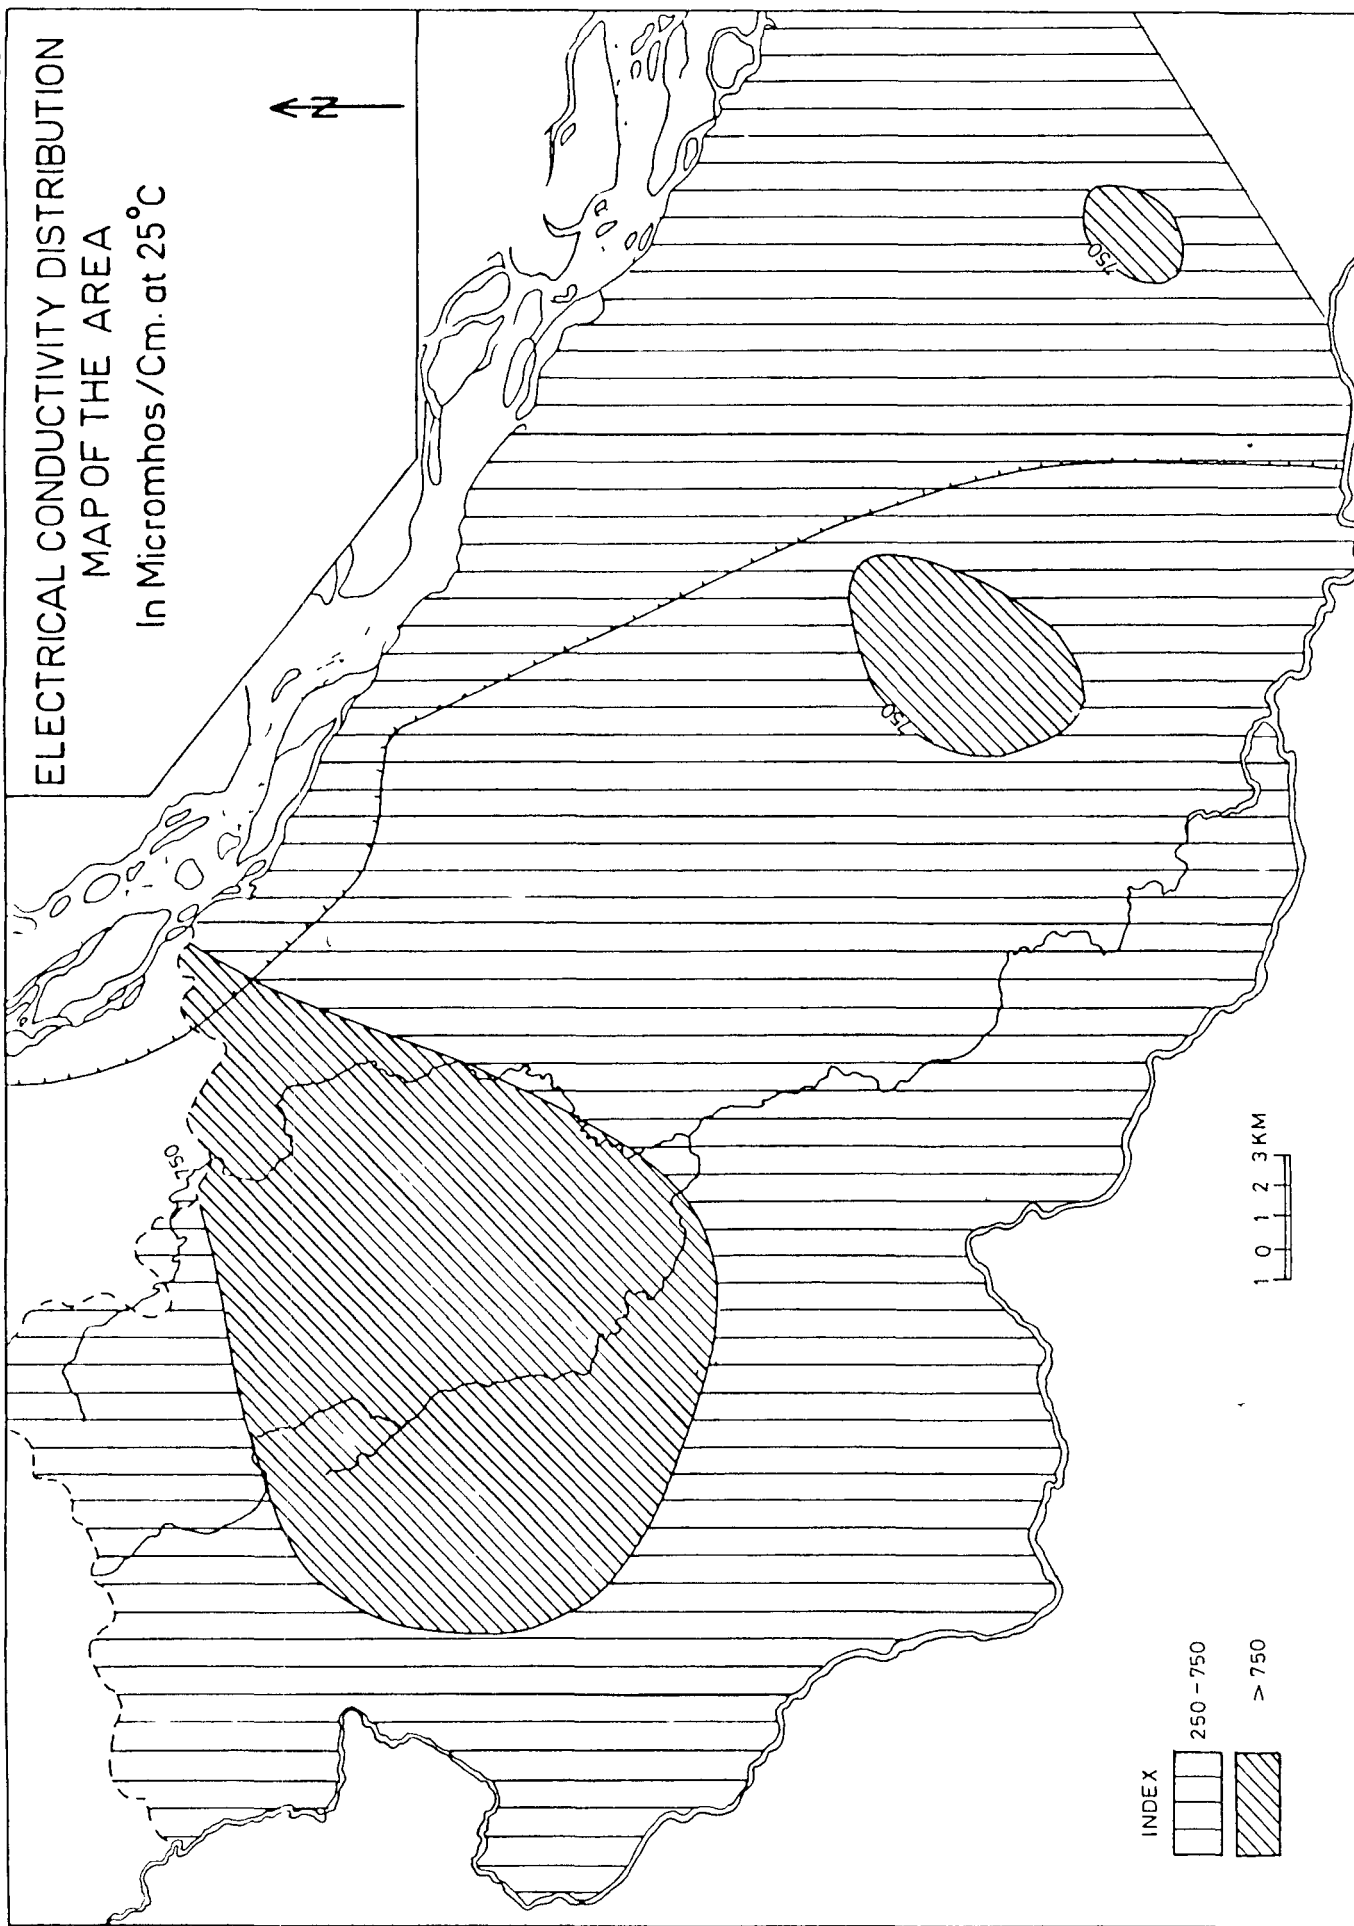 ELECTRICAL CONDUCTIVITY DISTRIBUTION
MAP OF THE AREA
In Micromhos/Cm. at 25°C
N
750
750
750
1 0 1 2 3 KM
INDEX
250-750
> 750